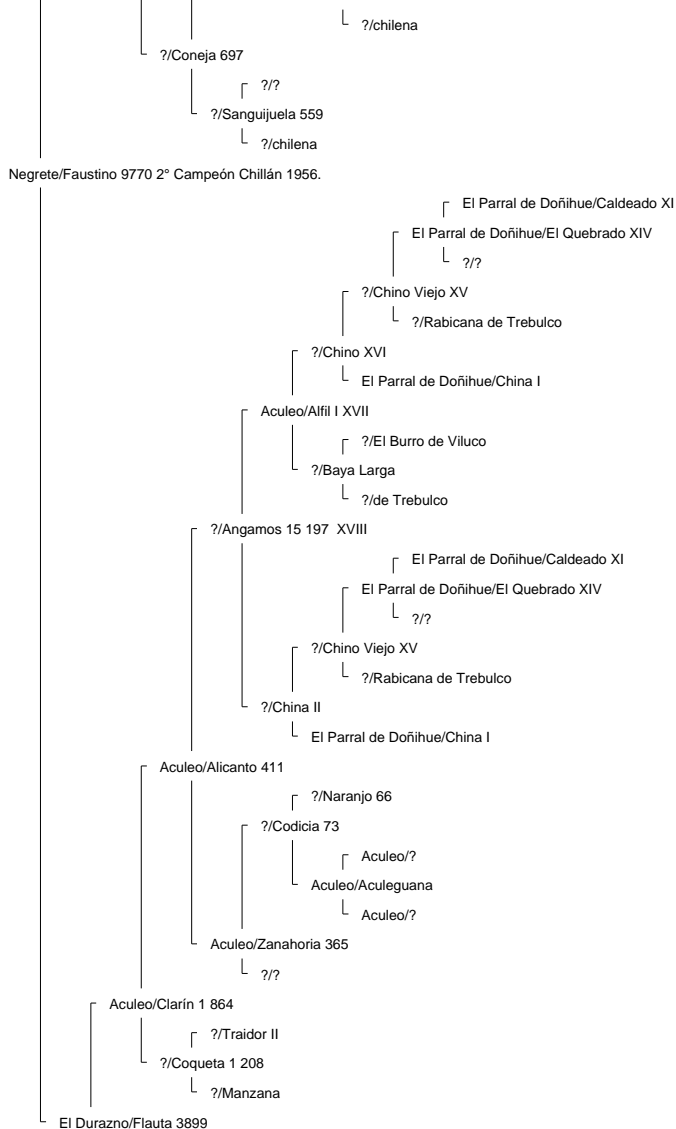 ?/chilena
?/Coneja 697
?/?
?/Sanguijuela 559
?/chilena
Negrete/Faustino 9770 2° Campeón Chillán 1956.
El Parral de Doñihue/Caldeado XI
El Parral de Doñihue/El Quebrado XIV
?/?
?/Chino Viejo XV
?/Rabicana de Trebulco
?/Chino XVI
El Parral de Doñihue/China I
Aculeo/Alfil I XVII
?/El Burro de Viluco
?/Baya Larga
?/de Trebulco
?/Angamos 15 197 XVIII
El Parral de Doñihue/Caldeado XI
El Parral de Doñihue/El Quebrado XIV
?/?
?/Chino Viejo XV
?/Rabicana de Trebulco
?/China II
El Parral de Doñihue/China I
Aculeo/Alicanto 411
?/Naranjo 66
?/Codicia 73
Aculeo/?
Aculeo/Aculeguana
Aculeo/?
Aculeo/Zanahoria 365
?/?
Aculeo/Clarín 1 864
?/Traidor II
?/Coqueta 1 208
?/Manzana
El Durazno/Flauta 3899